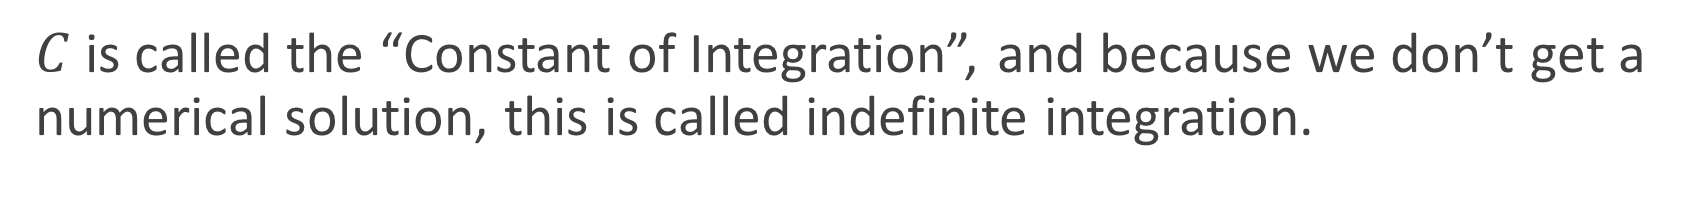 C is called the “Constant of Integration”, and because we don’t get a
numerical solution, this is called indefinite integration.